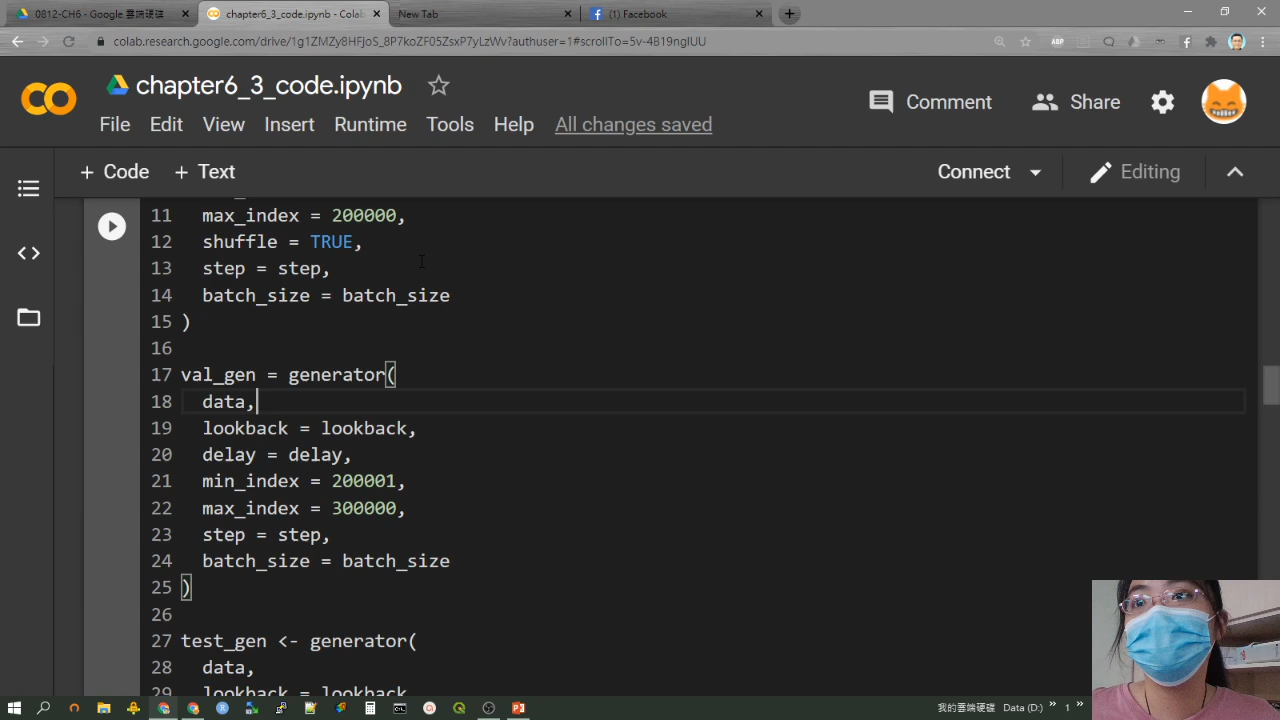 0812-CH6 - Google 雲端硬碟
chapter6_3_code.ipynb - Colab
New Tab
(1) Facebook
colab.research.google.com/drive/1g1ZMZy8HFjoS_8P7koZF05ZsxP7yLzWv?authuser=1#scrollTo=5v-4B19ngIUU
ABP
chapter6_3_code.ipynb
Comment
Share
File Edit View Insert Runtime Tools Help All changes saved
+ Code + Text
Connect
Editing
11 max_index = 200000,
12 shuffle = TRUE,
13 step = step,
14 batch_size = batch_size
15 )
16
17 val_gen = generator(
18 data,
19 lookback = lookback,
20 delay = delay,
21 min_index = 200001,
22 max_index = 300000,
23 step = step,
24 batch_size = batch_size
25 )
26
27 test_gen <- generator(
28 data,
29 lookback = lookback
我的雲端硬碟 Data (D:) » 1 »